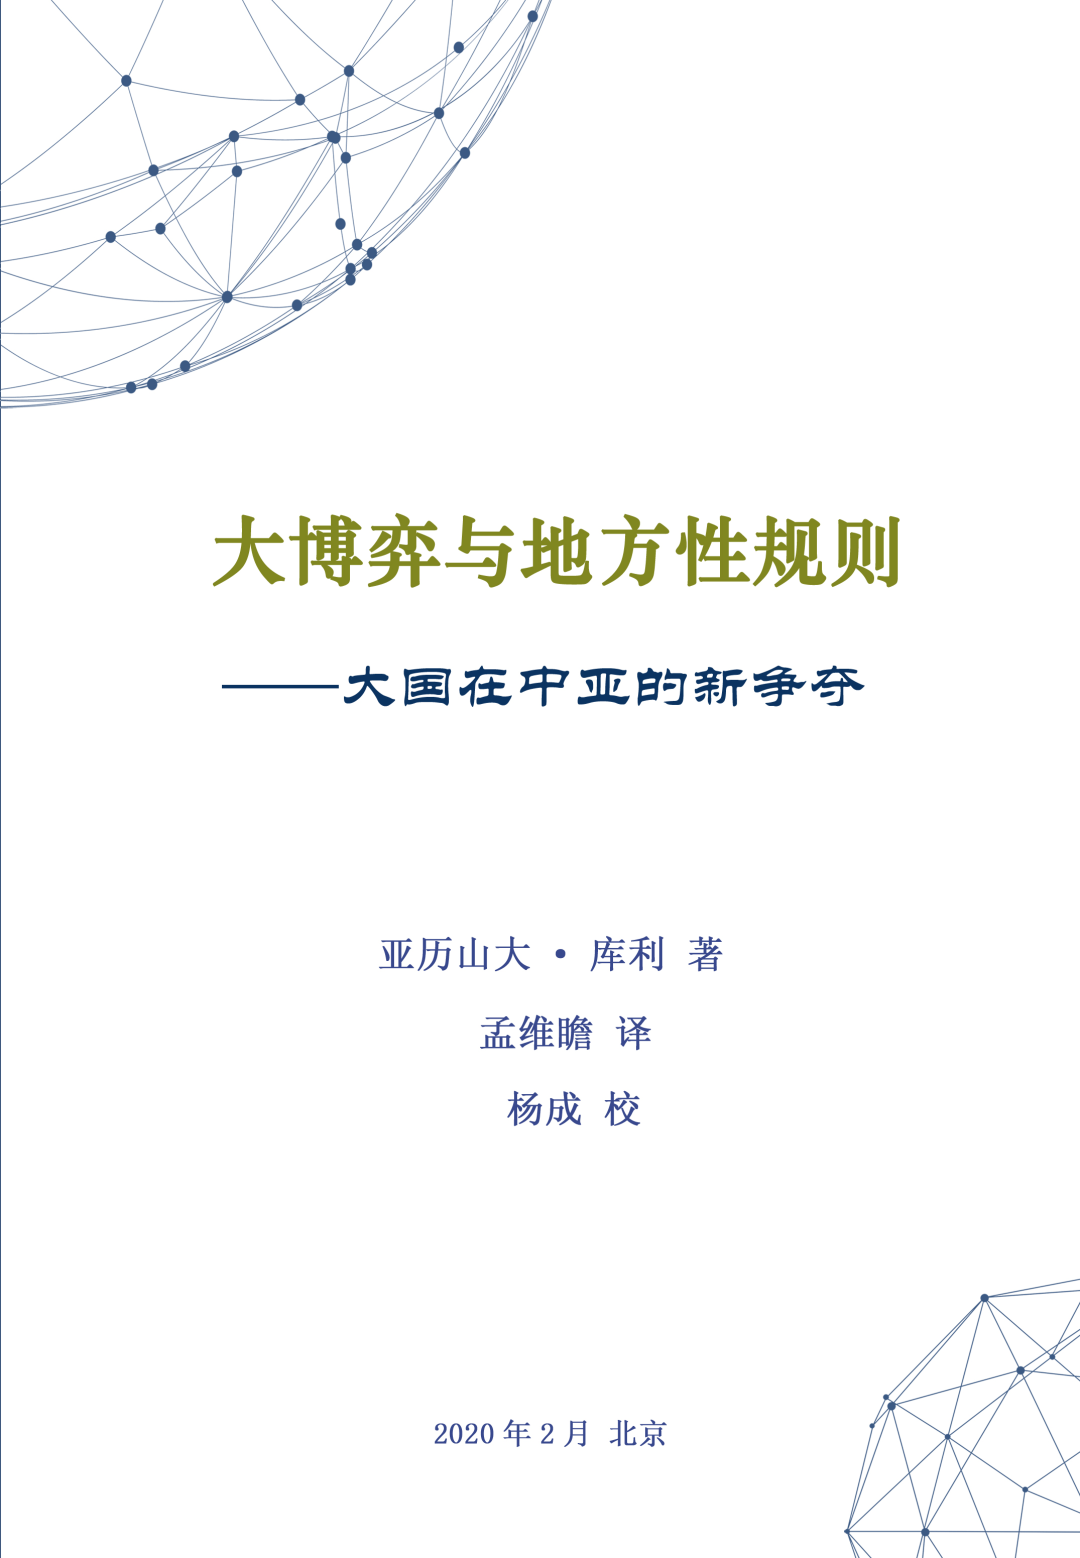 大博弈与地方性规则
——大国在中亚的新争夺
亚历山大 • 库利 著
孟维瞻 译
杨成 校
2020 年 2 月 北京